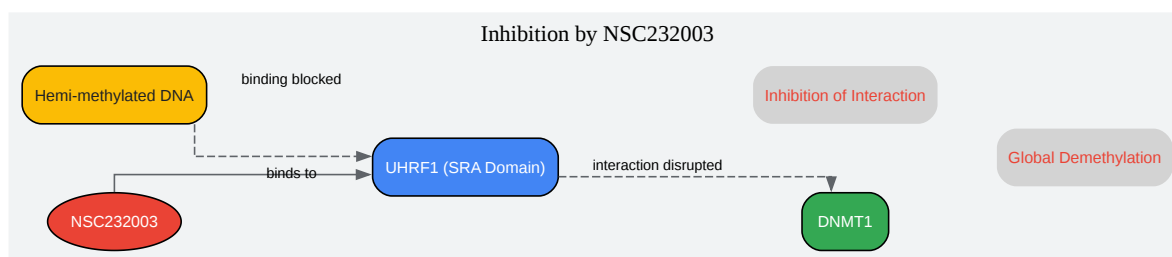 Inhibition by NSC232003
Hemi-methylated DNA
binding blocked
Inhibition of Interaction
UHRF1 (SRA Domain)
interaction disrupted
Global Demethylation
binds to
NSC232003
DNMT1